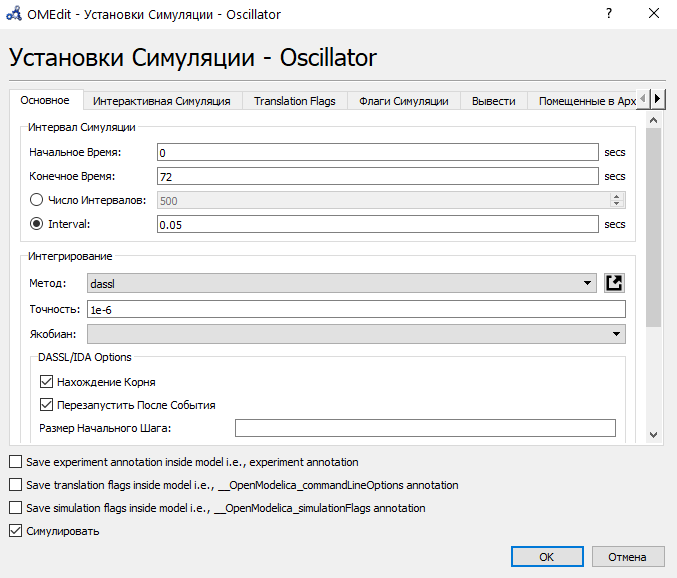 OMEdit - Установки Симуляции - Oscillator
Установки Симуляции - Oscillator
Основное Интерактивная Симуляция Translation Flags Флаги Симуляции Вывести Помещенные в Арх
Интервал Симуляции
Начальное Время: 0 secs
Конечное Время: 72 secs
Число Интервалов: 500
Interval: 0.05 secs
Интегрирование
Метод: dassl
Точность: 1e-6
Якобиан:
DASSL/IDA Options
Нахождение Корня
Перезапустить После События
Размер Начального Шага:
Save experiment annotation inside model i.e., experiment annotation
Save translation flags inside model i.e., __OpenModelica_commandLineOptions annotation
Save simulation flags inside model i.e., __OpenModelica_simulationFlags annotation
Симулировать
OK Отмена